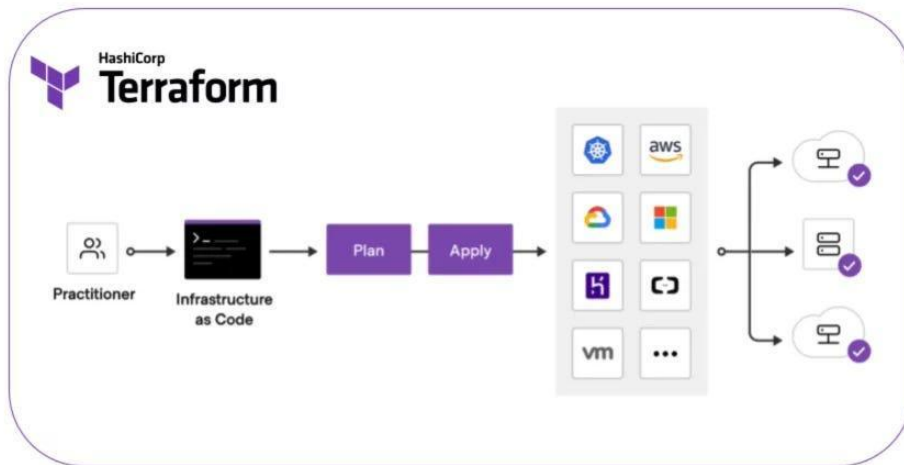 HashiCorp
Terraform
Practitioner
>_
Infrastructure
as Code
Plan
Apply
aws
vm